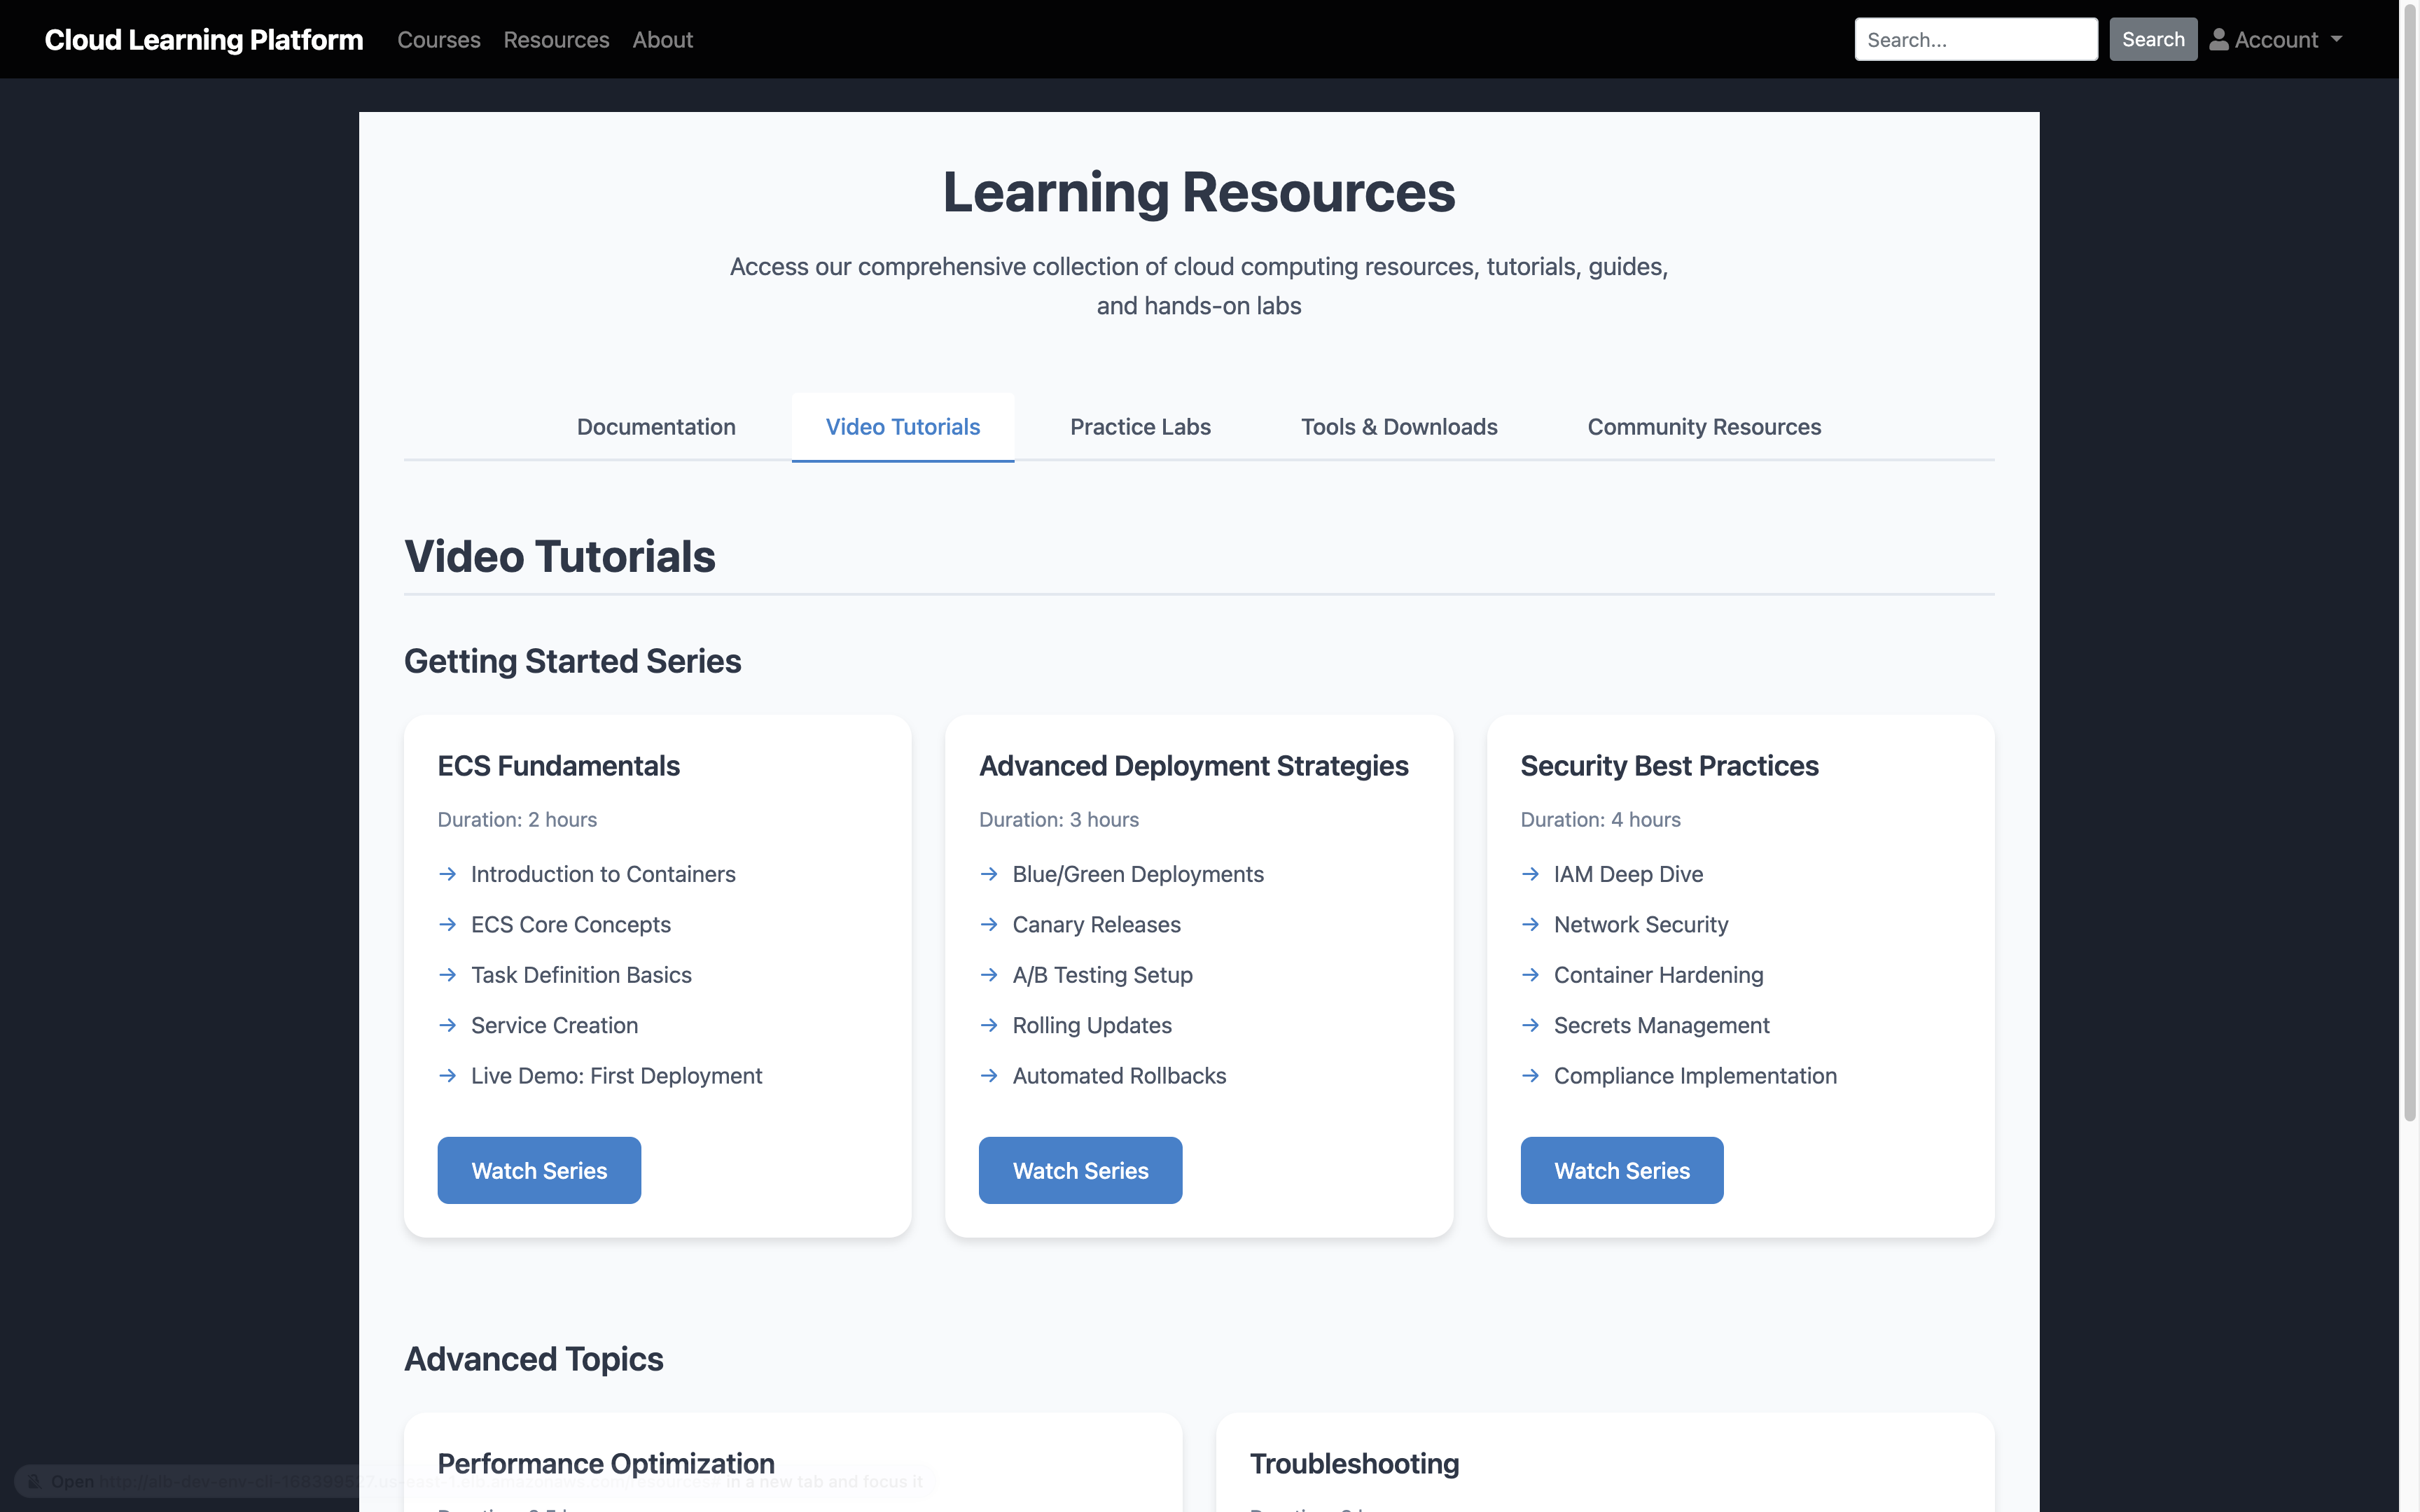 Cloud Learning Platform Courses Resources About Search... Search Account
Learning Resources
Access our comprehensive collection of cloud computing resources, tutorials, guides,
and hands-on labs
Documentation Video Tutorials Practice Labs Tools & Downloads Community Resources
Video Tutorials
Getting Started Series
ECS Fundamentals
Duration: 2 hours
→ Introduction to Containers
→ ECS Core Concepts
→ Task Definition Basics
→ Service Creation
→ Live Demo: First Deployment
Watch Series
Advanced Deployment Strategies
Duration: 3 hours
→ Blue/Green Deployments
→ Canary Releases
→ A/B Testing Setup
→ Rolling Updates
→ Automated Rollbacks
Watch Series
Security Best Practices
Duration: 4 hours
→ IAM Deep Dive
→ Network Security
→ Container Hardening
→ Secrets Management
→ Compliance Implementation
Watch Series
Advanced Topics
Performance Optimization
Troubleshooting
Open in a new tab and focus it